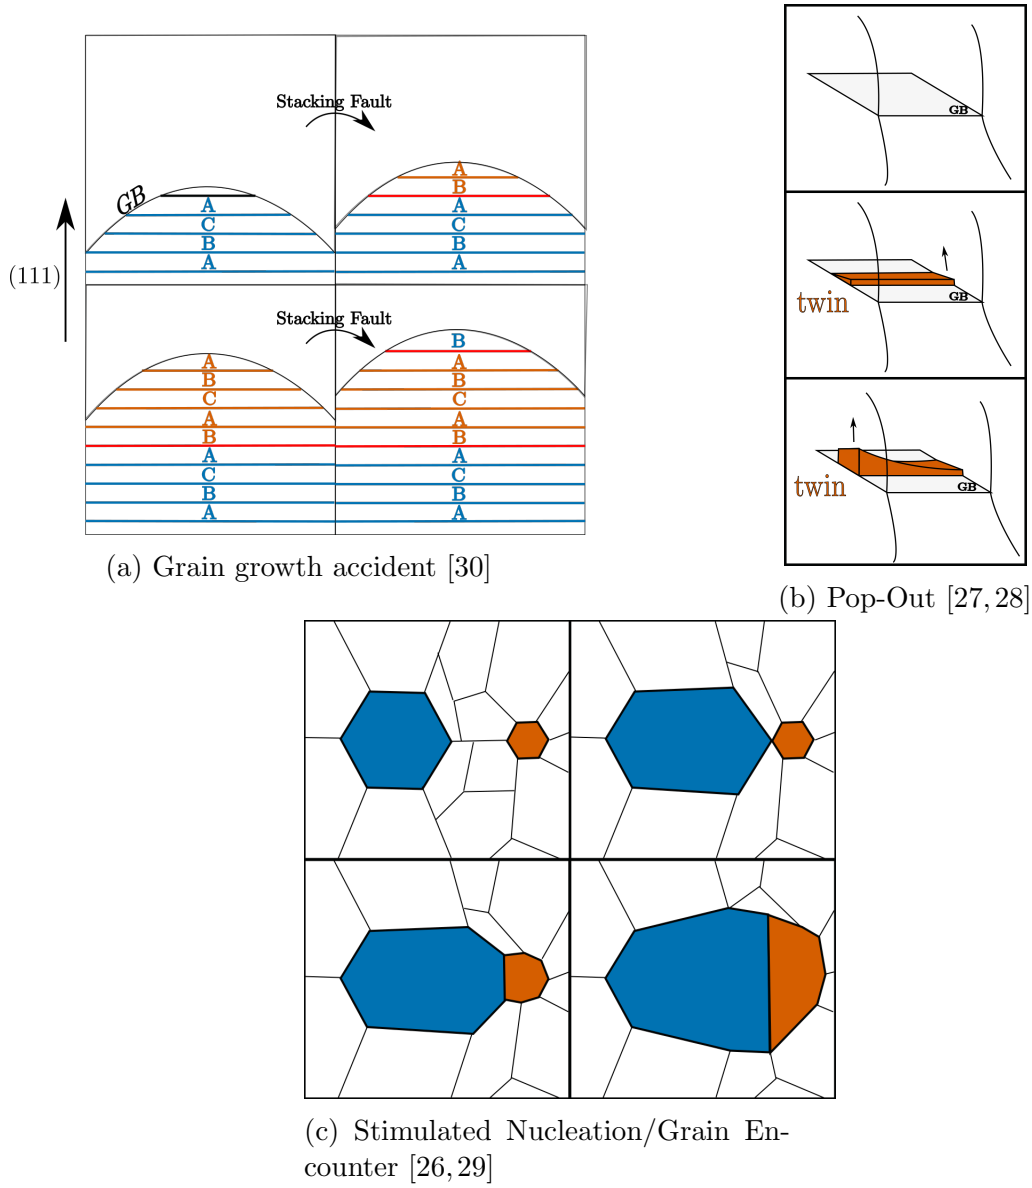 Stacking Fault
GB
A
C
B
A
(111)
A
B
A
C
B
A
Stacking Fault
A
B
C
A
B
A
C
B
A
B
A
B
C
A
B
A
C
B
A
(a) Grain growth accident [30]
GB
twin
GB
twin
GB
(b) Pop-Out [27, 28]
(c) Stimulated Nucleation/Grain En-
counter [26, 29]